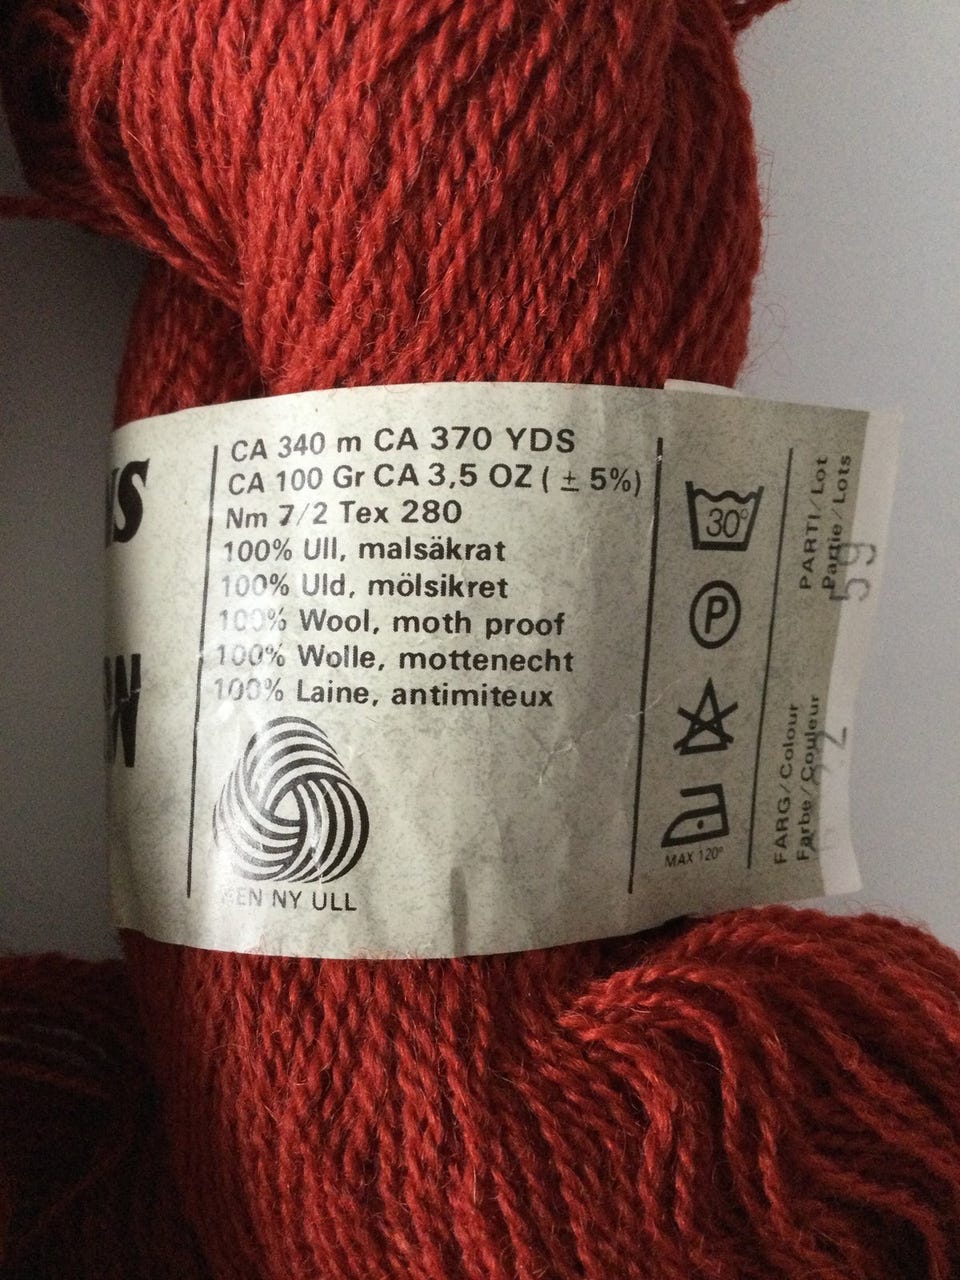 CA 340 m CA 370 YDS
CA 100 Gr CA 3,5 OZ ( ± 5%)
Nm 7/2 Tex 280
100% Ull, malsäkrat
100% Uld, mölsikret
100% Wool, moth proof
100% Wolle, mottenecht
100% Laine, antimiteux
NY ULL
30°
P
MAX 120°
PARTI/Lot
Partie/Lots
59
FARG/Colour
Farbe/Couleur